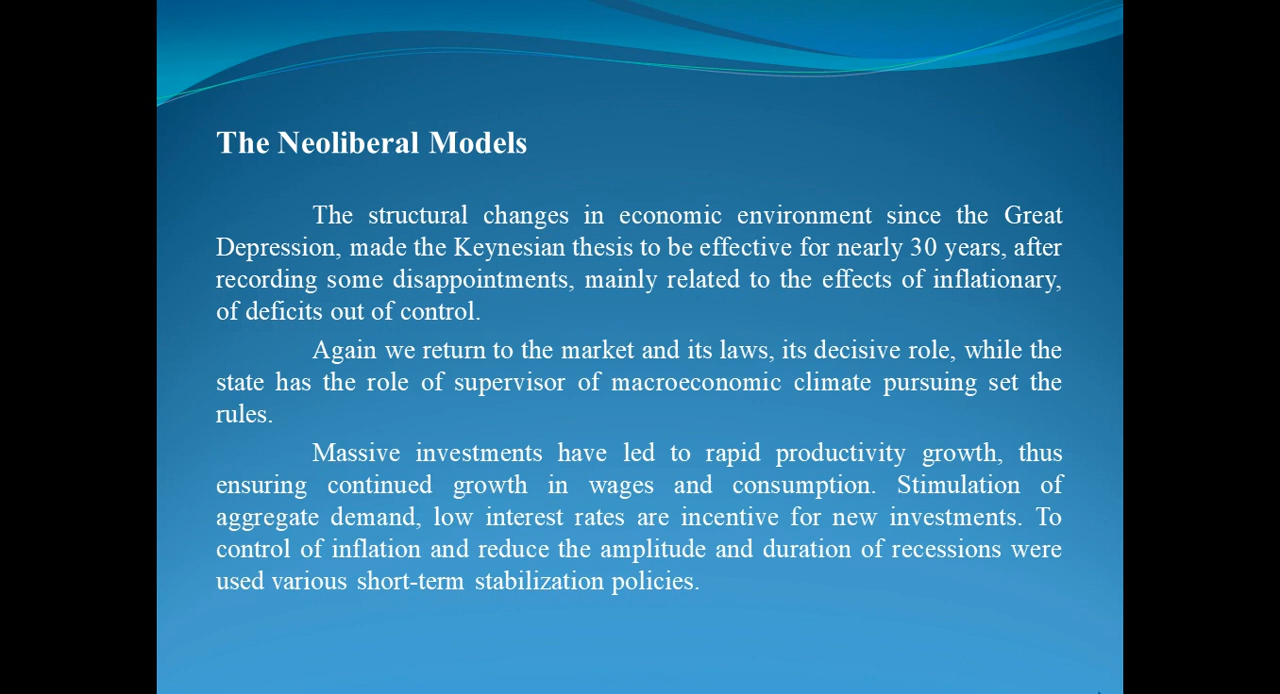 The Neoliberal Models
The structural changes in economic environment since the Great
Depression, made the Keynesian thesis to be effective for nearly 30 years, after
recording some disappointments, mainly related to the effects of inflationary,
of deficits out of control.
Again we return to the market and its laws, its decisive role, while the
state has the role of supervisor of macroeconomic climate pursuing set the
rules.
Massive investments have led to rapid productivity growth, thus
ensuring continued growth in wages and consumption. Stimulation of
aggregate demand, low interest rates are incentive for new investments. To
control of inflation and reduce the amplitude and duration of recessions were
used various short-term stabilization policies.